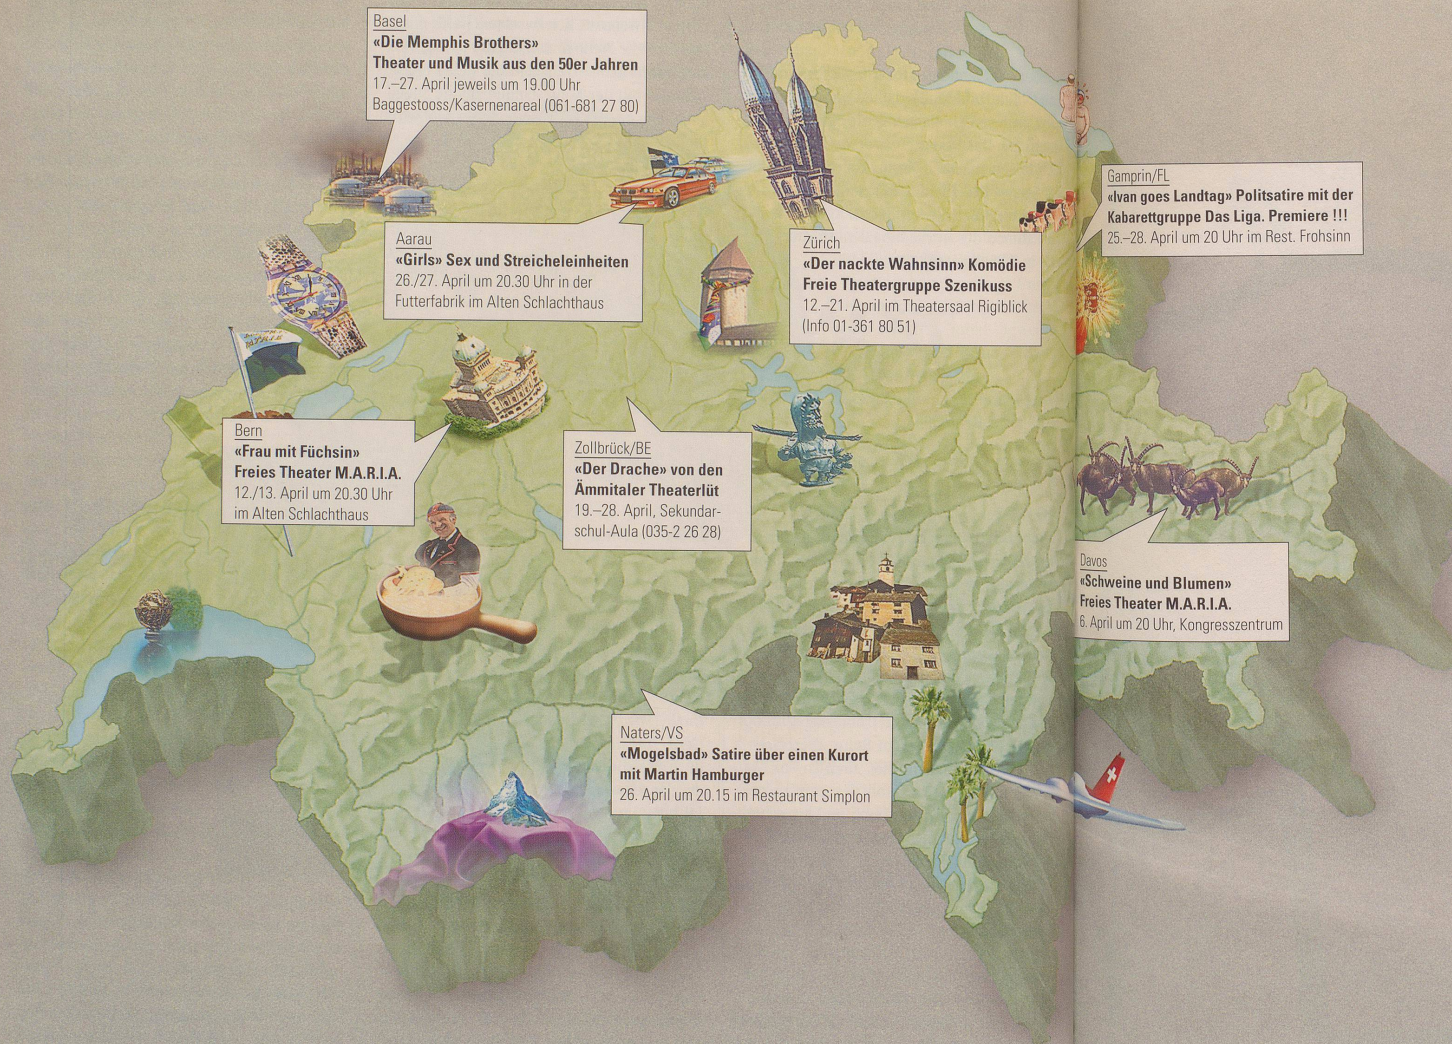 Basel
«Die Memphis Brothers»
Theater und Musik aus den 50er Jahren
17.–27. April jeweils um 19.00 Uhr
Baggestooss/Kasernenareal (061-681 27 80)
Gamprin/FL
«Ivan goes Landtag» Politsatire mit der
Kabarettgruppe Das Liga. Premiere !!!
25.–28. April um 20 Uhr im Rest. Frohsinn
Aarau
«Girls» Sex und Streicheleinheiten
26./27. April um 20.30 Uhr in der
Futterfabrik im Alten Schlachthaus
Zürich
«Der nackte Wahnsinn» Komödie
Freie Theatergruppe Szenikuss
12.–21. April im Theatersaal Rigiblick
(Info 01-361 80 51)
Bern
«Frau mit Füchsin»
Freies Theater M.A.R.I.A.
12./13. April um 20.30 Uhr
im Alten Schlachthaus
Zollbrück/BE
«Der Drache» von den
Ämmitaler Theaterlüt
19.–28. April, Sekundar-
schul-Aula (035-2 26 28)
Davos
«Schweine und Blumen»
Freies Theater M.A.R.I.A.
6. April um 20 Uhr, Kongresszentrum
Naters/VS
«Mogelsbad» Satire über einen Kurort
mit Martin Hamburger
26. April um 20.15 im Restaurant Simplon